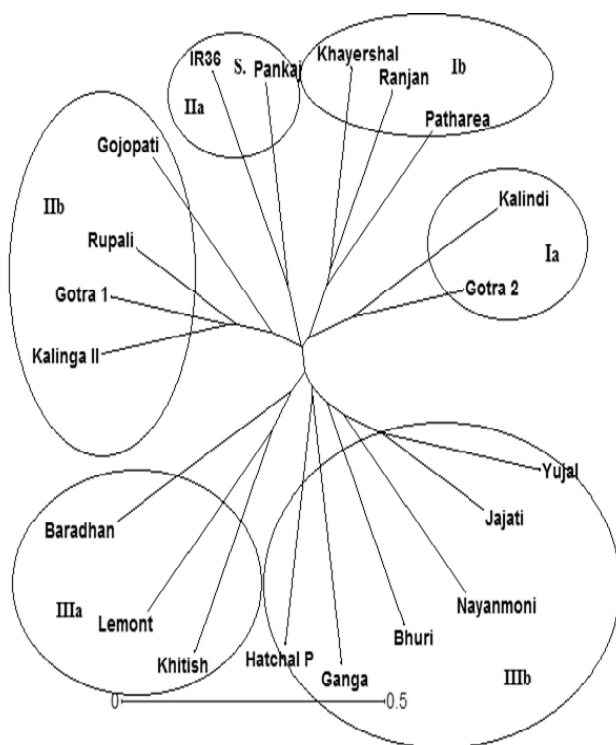 IR36
S. Pankaj
IIa
Khayershal
Ib
Ranjan
Patharea
Gojopati
IIb
Rupali
Gotra 1
Kalinga II
Kalindi
Ia
Gotra 2
Baradhan
IIIa
Lemont
Khitish
Hatchal P
Ganga
Bhuri
Nayanmoni
Jajati
Yujal
IIIb
0
0.5